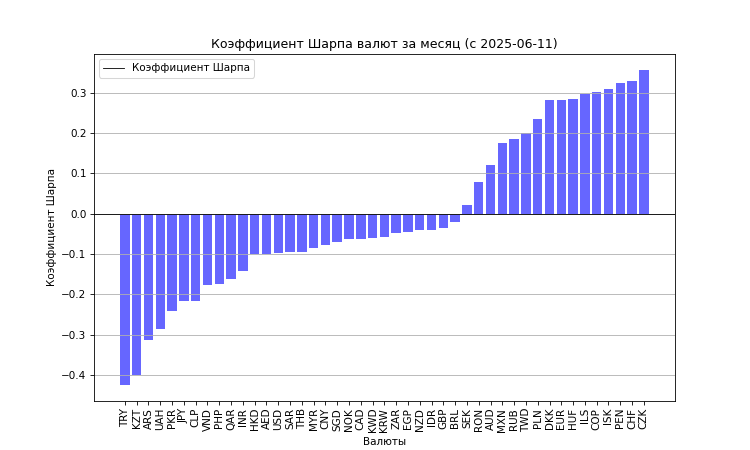 Коэффициент Шарпа валют за месяц (с 2025-06-11)
Коэффициент Шарпа
Коэффициент Шарпа
0.3
0.2
0.1
0.0
−0.1
−0.2
−0.3
−0.4
TRY KZT ARS UAH PKR JPY CLP VND PHP QAR INR HKD AED USD SAR THB MYR CNY SGD NOK CAD KWD KRW ZAR EGP NZD IDR GBP BRL SEK RON AUD MXN RUB TWD PLN DKK EUR HUF ILS COP ISK PEN CHF CZK
Валюты